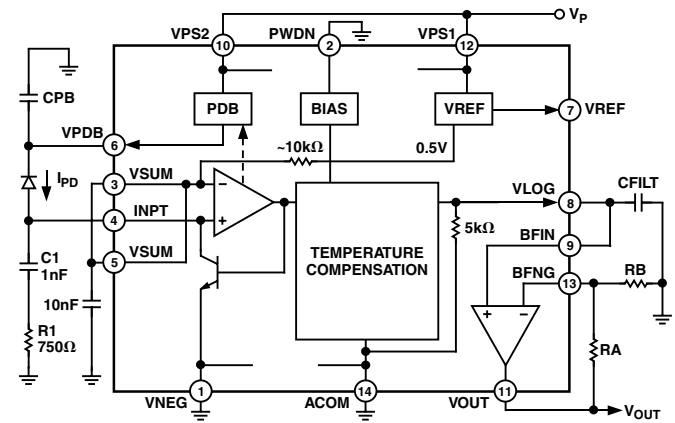 VP
VPS2
PWDN
VPS1
10
2
12
CPB
PDB
BIAS
VREF
7
VREF
VPDB
6
~10kΩ
0.5V
IPD
3
VSUM
VLOG
8
CFILT
4
INPT
5kΩ
BFIN
9
5
VSUM
TEMPERATURE
COMPENSATION
C1
1nF
BFNG
13
RB
10nF
R1
750Ω
RA
−
+
+
−
1
14
11
VNEG
ACOM
VOUT
VOUT